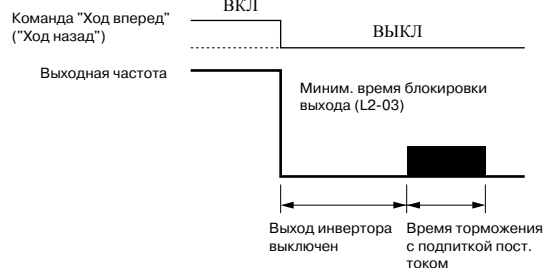 ВКЛ
Команда "Ход вперед"
("Ход назад")
ВЫКЛ
Выходная частота
Миним. время блокировки
выхода (L2-03)
Выход инвертора
выключен
Время торможения
с подпиткой пост.
током